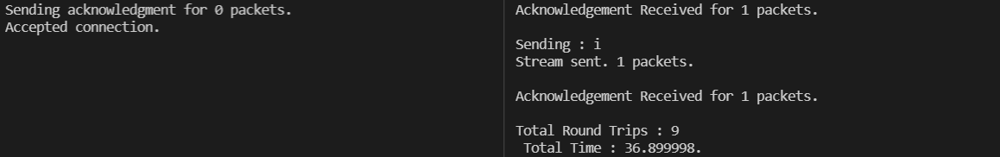 Sending acknowledgment for 0 packets.
Accepted connection.
Acknowledgement Received for 1 packets.
Sending : i
Stream sent. 1 packets.
Acknowledgement Received for 1 packets.
Total Round Trips : 9
Total Time : 36.899998.